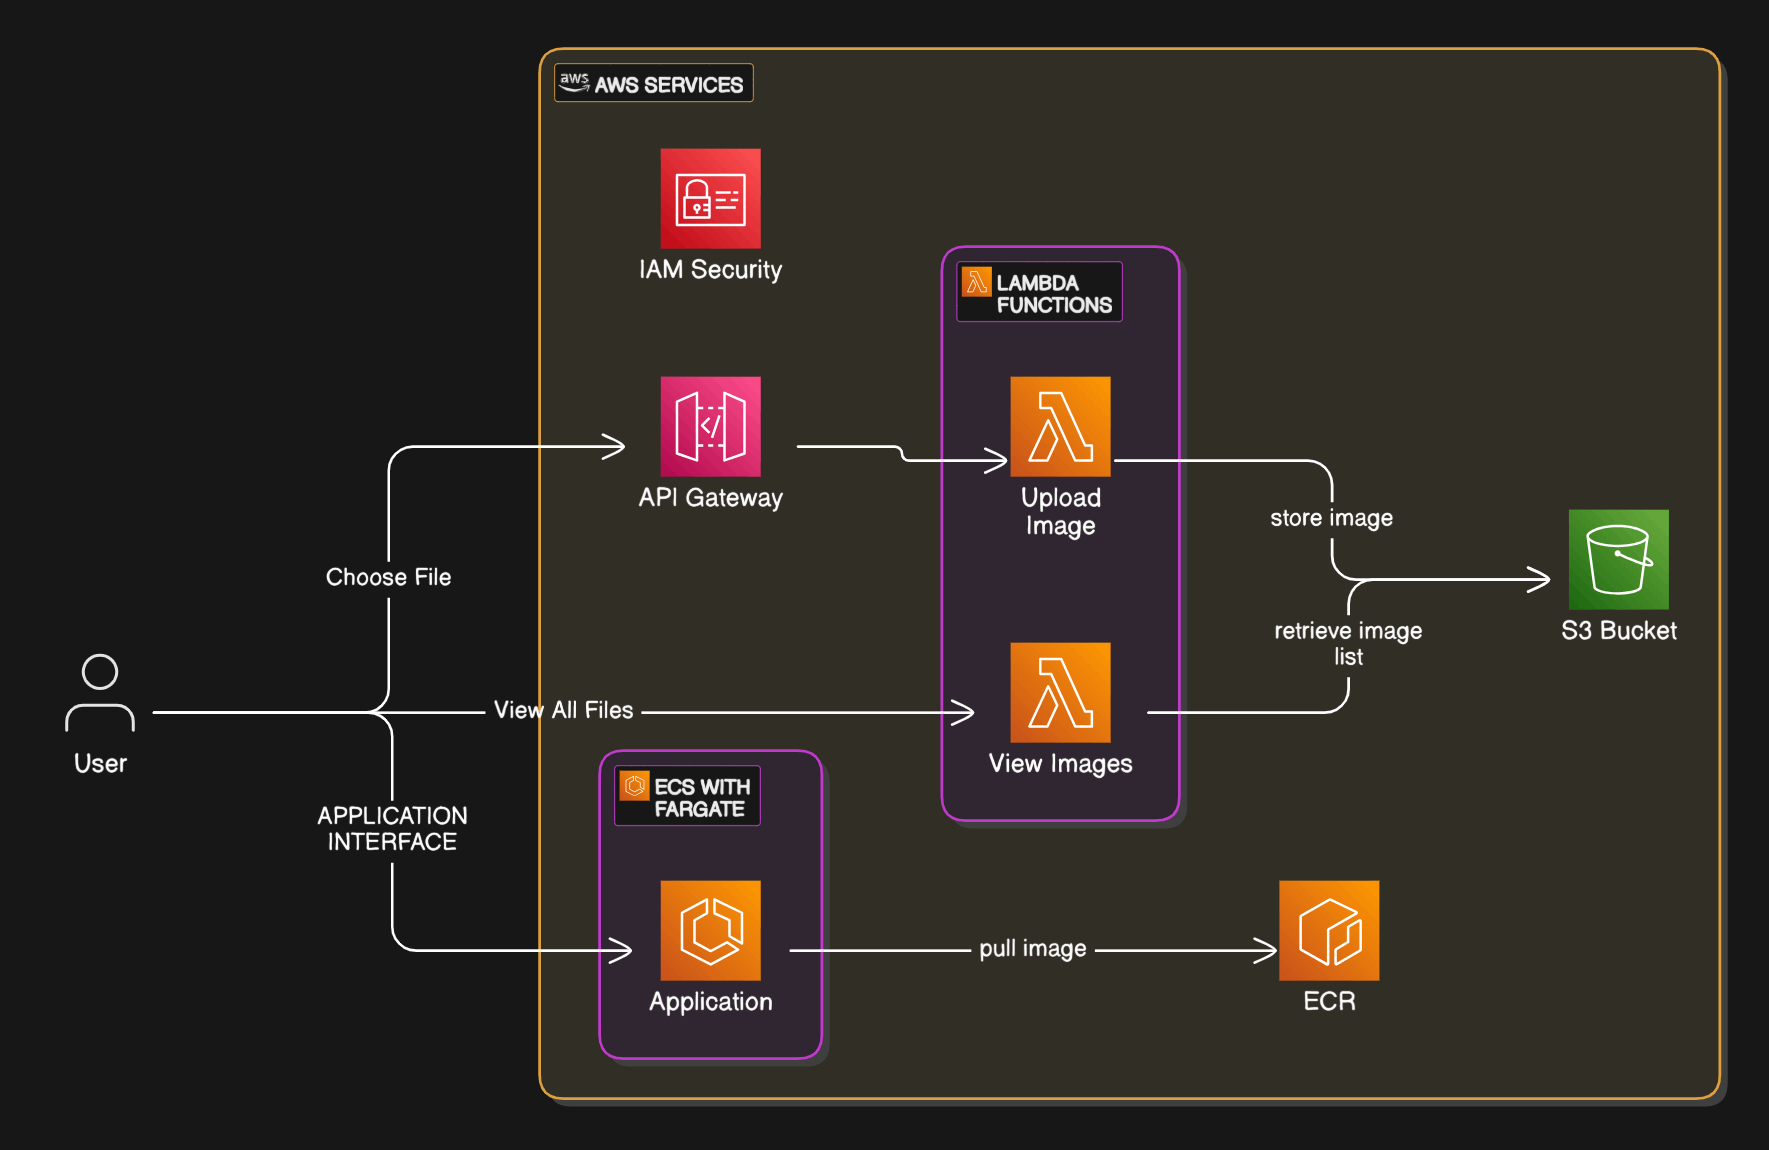 aws AWS SERVICES
IAM Security
LAMBDA
FUNCTIONS
API Gateway
Upload
Image
store image
Choose File
S3 Bucket
retrieve image
list
View All Files
User
View Images
ECS WITH
FARGATE
APPLICATION
INTERFACE
pull image
Application
ECR